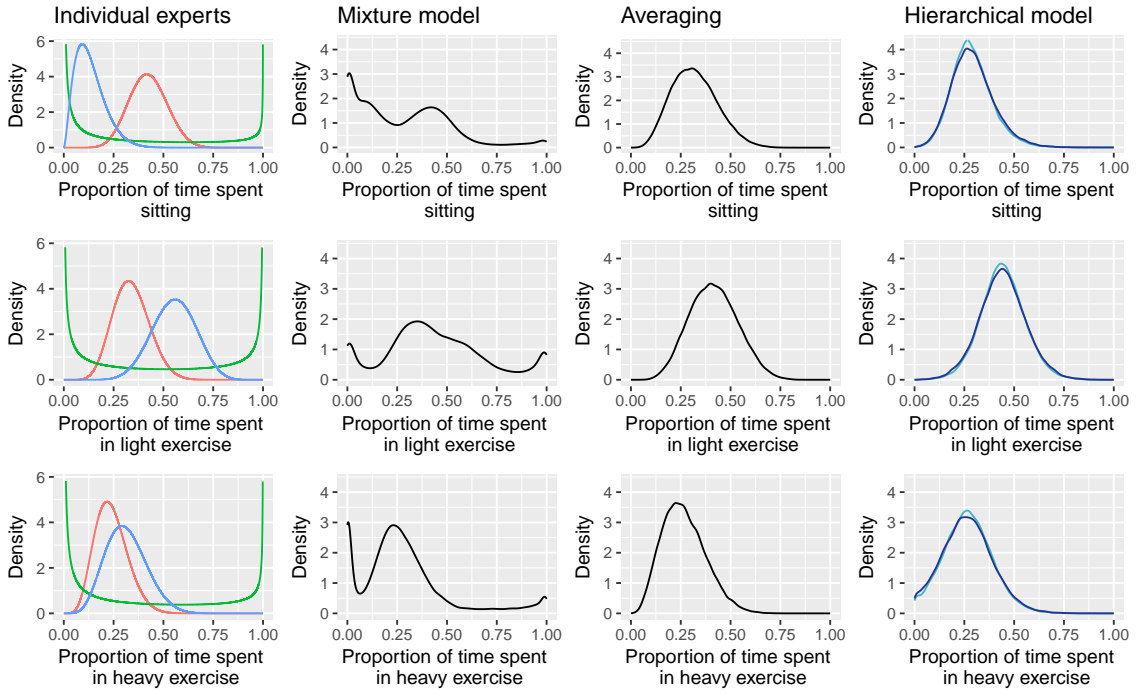 Individual experts
Mixture model
Averaging
Hierarchical model
Density
6
4
2
0
0.00 0.25 0.50 0.75 1.00
Proportion of time spent
sitting
Density
4
3
2
1
0
0.00 0.25 0.50 0.75 1.00
Proportion of time spent
sitting
Density
4
3
2
1
0
0.00 0.25 0.50 0.75 1.00
Proportion of time spent
sitting
Density
4
3
2
1
0
0.00 0.25 0.50 0.75 1.00
Proportion of time spent
sitting
Density
6
4
2
0
0.00 0.25 0.50 0.75 1.00
Proportion of time spent
in light exercise
Density
4
3
2
1
0
0.00 0.25 0.50 0.75 1.00
Proportion of time spent
in light exercise
Density
4
3
2
1
0
0.00 0.25 0.50 0.75 1.00
Proportion of time spent
in light exercise
Density
4
3
2
1
0
0.00 0.25 0.50 0.75 1.00
Proportion of time spent
in light exercise
Density
6
4
2
0
0.00 0.25 0.50 0.75 1.00
Proportion of time spent
in heavy exercise
Density
4
3
2
1
0
0.00 0.25 0.50 0.75 1.00
Proportion of time spent
in heavy exercise
Density
4
3
2
1
0
0.00 0.25 0.50 0.75 1.00
Proportion of time spent
in heavy exercise
Density
4
3
2
1
0
0.00 0.25 0.50 0.75 1.00
Proportion of time spent
in heavy exercise